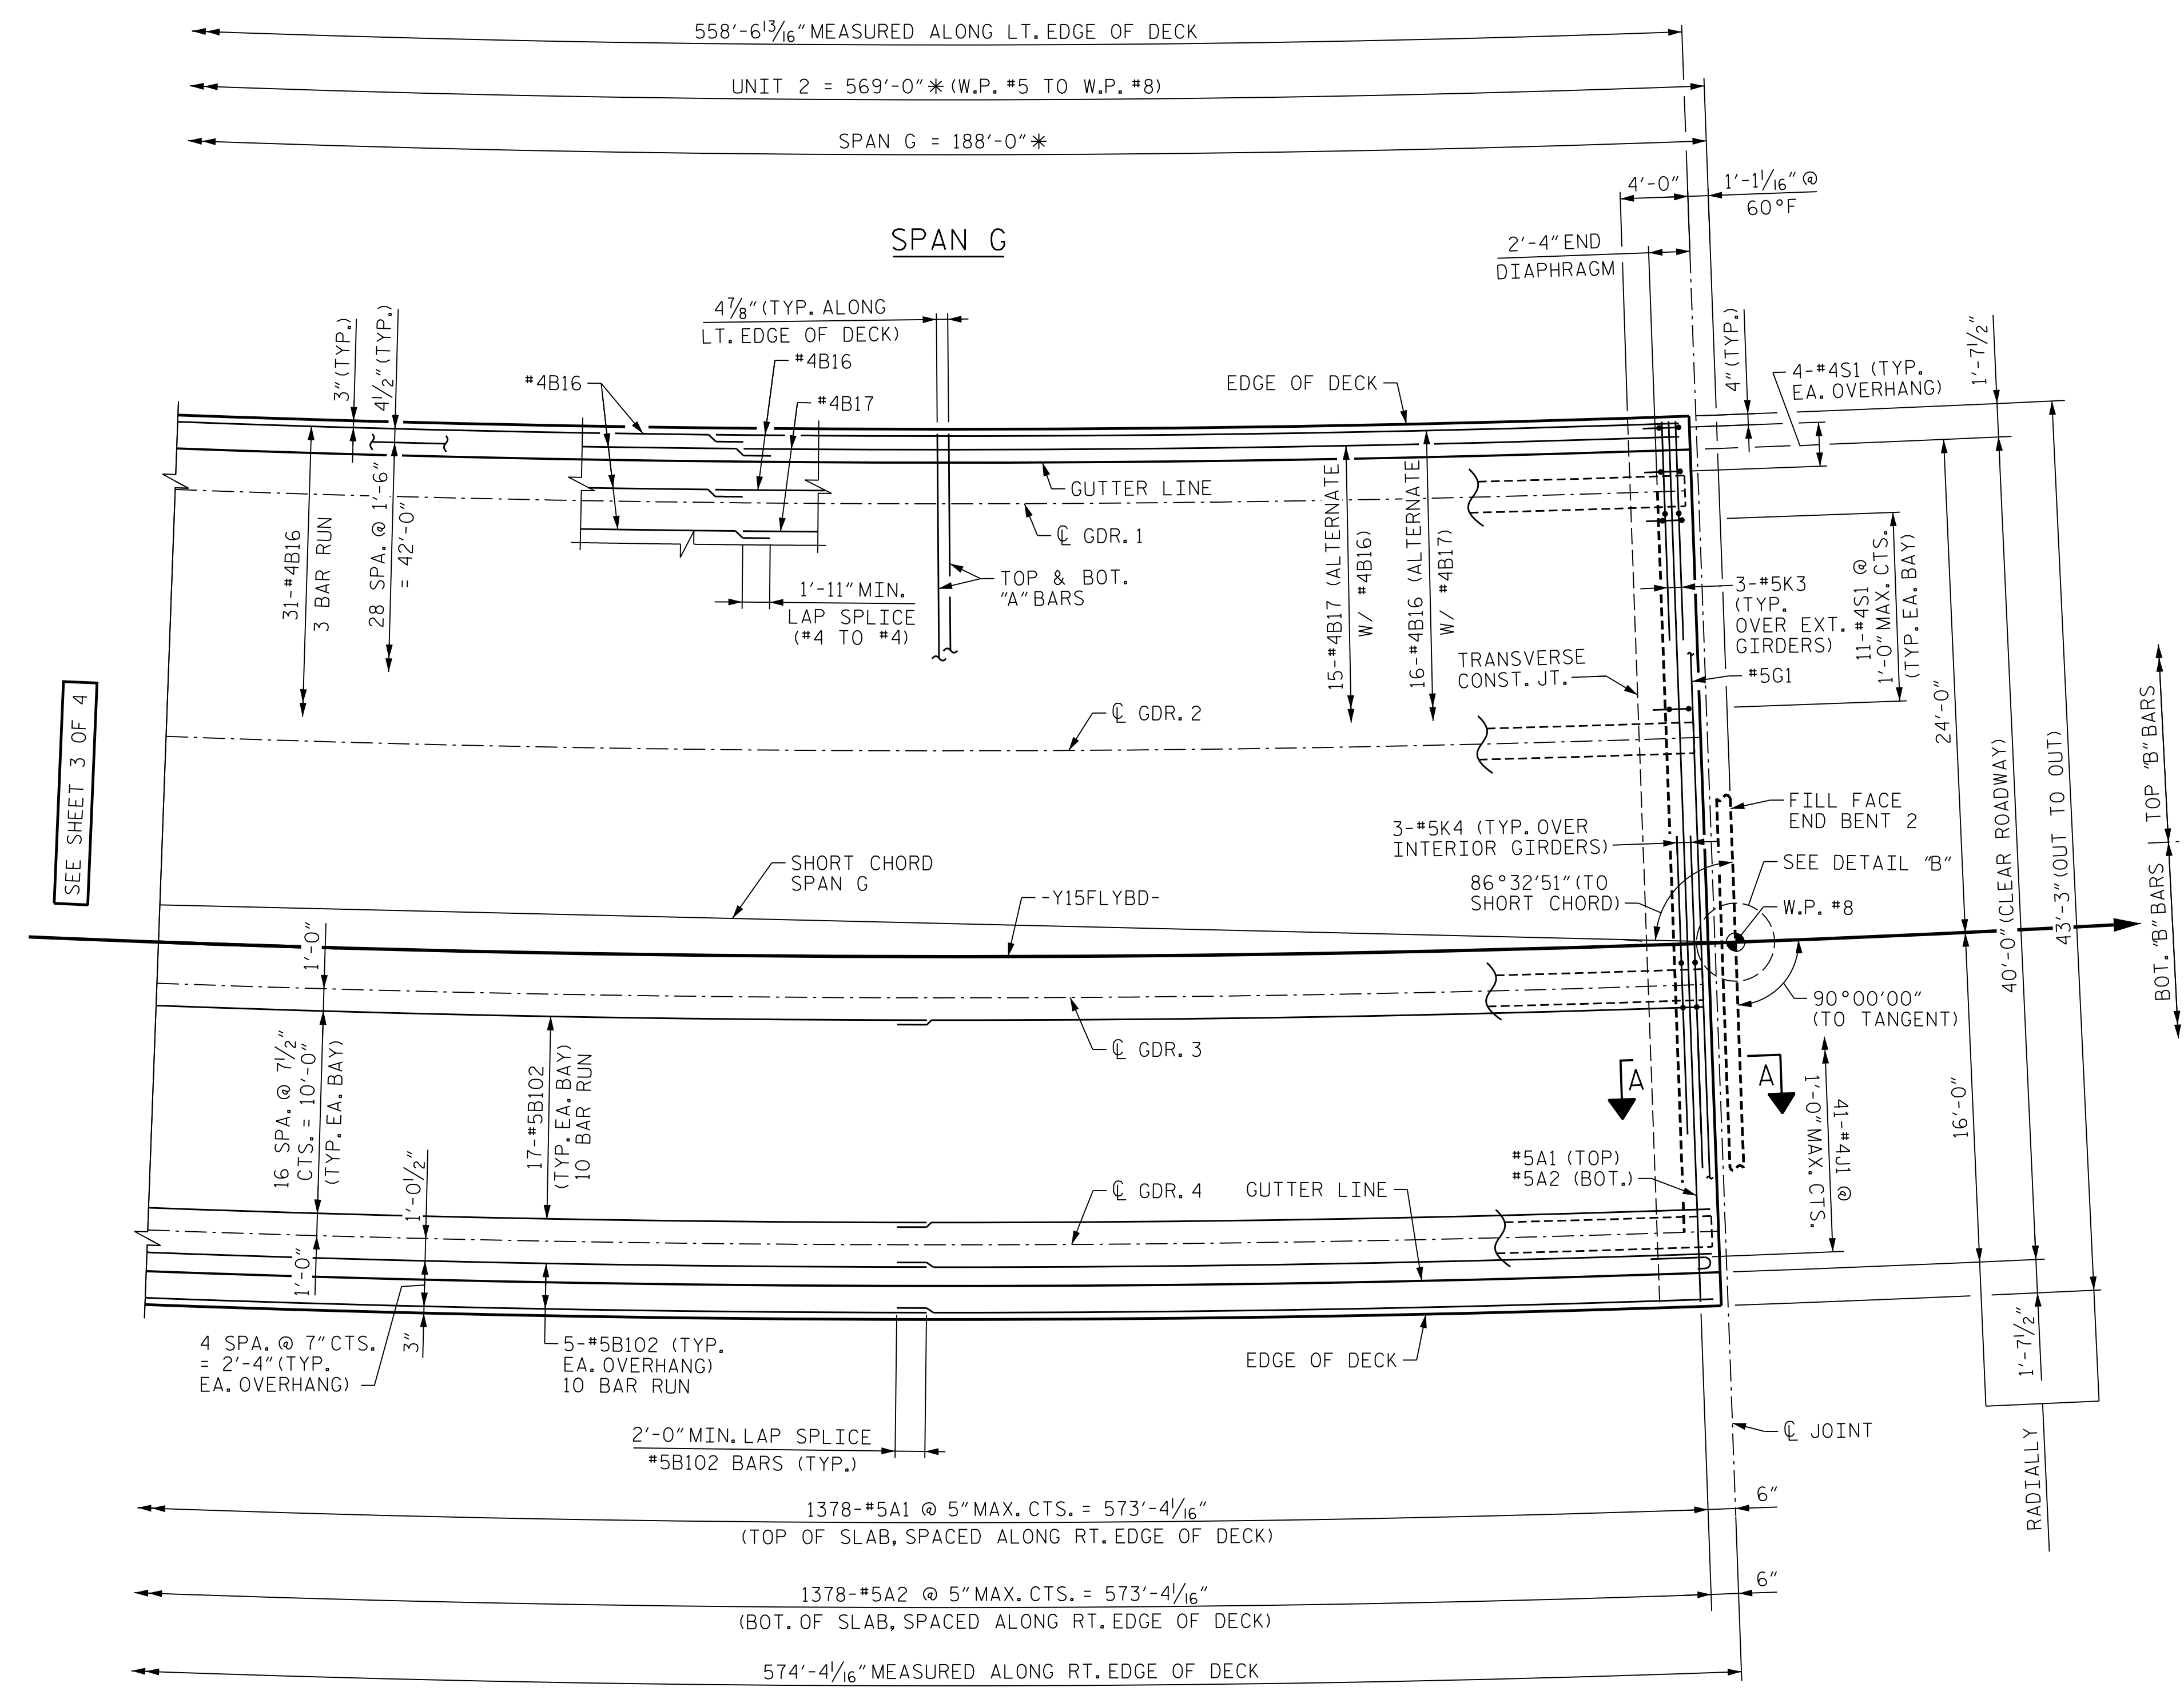 558'-6 13/16" MEASURED ALONG LT. EDGE OF DECK
UNIT 2 = 569'-0"✳ (W.P. #5 TO W.P. #8)
SPAN G = 188'-0"✳
4'-0"
1'-1 1/16" @
60°F
SPAN G
2'-4" END
DIAPHRAGM
4 7/8" (TYP. ALONG
LT. EDGE OF DECK)
3" (TYP.)
4 1/2" (TYP.)
#4B16
#4B16
#4B17
EDGE OF DECK
4" (TYP.)
4-#4S1 (TYP.
EA. OVERHANG)
1'-7 1/2"
GUTTER LINE
℄ GDR. 1
31-#4B16
3 BAR RUN
28 SPA. @ 1'-6"
= 42'-0"
1'-11" MIN.
LAP SPLICE
(#4 TO #4)
TOP & BOT.
"A" BARS
15-#4B17 (ALTERNATE
W/ #4B16)
16-#4B16 (ALTERNATE
W/ #4B17)
3-#5K3
(TYP.
OVER EXT.
GIRDERS)
11-#4S1 @
1'-0" MAX. CTS.
(TYP. EA. BAY)
TRANSVERSE
CONST. JT.
#5G1
SEE SHEET 3 OF 4
℄ GDR. 2
24'-0"
40'-0" (CLEAR ROADWAY)
43'-3" (OUT TO OUT)
TOP "B" BARS
BOT. "B" BARS
FILL FACE
END BENT 2
3-#5K4 (TYP. OVER
INTERIOR GIRDERS)
SEE DETAIL "B"
SHORT CHORD
SPAN G
86°32'51" (TO
SHORT CHORD)
-Y15FLYBD-
W.P. #8
1'-0"
90°00'00"
(TO TANGENT)
℄ GDR. 3
16 SPA. @ 7 1/2"
CTS. = 10'-0"
(TYP. EA. BAY)
17-#5B102
(TYP. EA. BAY)
10 BAR RUN
A
A
41-#4J1 @
1'-0" MAX. CTS.
16'-0"
1'-0 1/2"
#5A1 (TOP)
#5A2 (BOT.)
℄ GDR. 4
GUTTER LINE
1'-0"
4 SPA. @ 7" CTS.
= 2'-4" (TYP.
EA. OVERHANG)
3"
5-#5B102 (TYP.
EA. OVERHANG)
10 BAR RUN
EDGE OF DECK
1'-7 1/2"
2'-0" MIN. LAP SPLICE
#5B102 BARS (TYP.)
℄ JOINT
RADIALLY
1378-#5A1 @ 5" MAX. CTS. = 573'-4 1/16"
6"
(TOP OF SLAB, SPACED ALONG RT. EDGE OF DECK)
1378-#5A2 @ 5" MAX. CTS. = 573'-4 1/16"
6"
(BOT. OF SLAB, SPACED ALONG RT. EDGE OF DECK)
574'-4 1/16" MEASURED ALONG RT. EDGE OF DECK